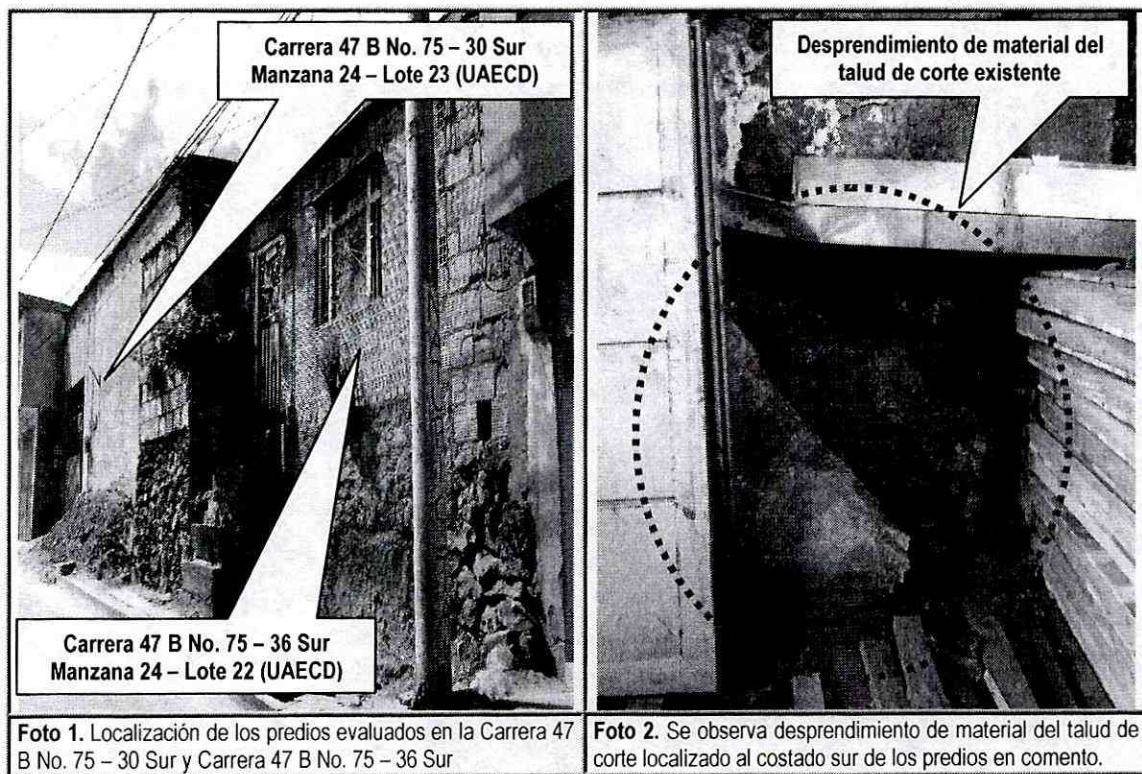 Carrera 47 B No. 75 – 30 Sur
Manzana 24 – Lote 23 (UAECD)
Carrera 47 B No. 75 – 36 Sur
Manzana 24 – Lote 22 (UAECD)
Foto 1. Localización de los predios evaluados en la Carrera 47
B No. 75 – 30 Sur y Carrera 47 B No. 75 – 36 Sur
Desprendimiento de material del
talud de corte existente
Foto 2. Se observa desprendimiento de material del talud de
corte localizado al costado sur de los predios en comento.